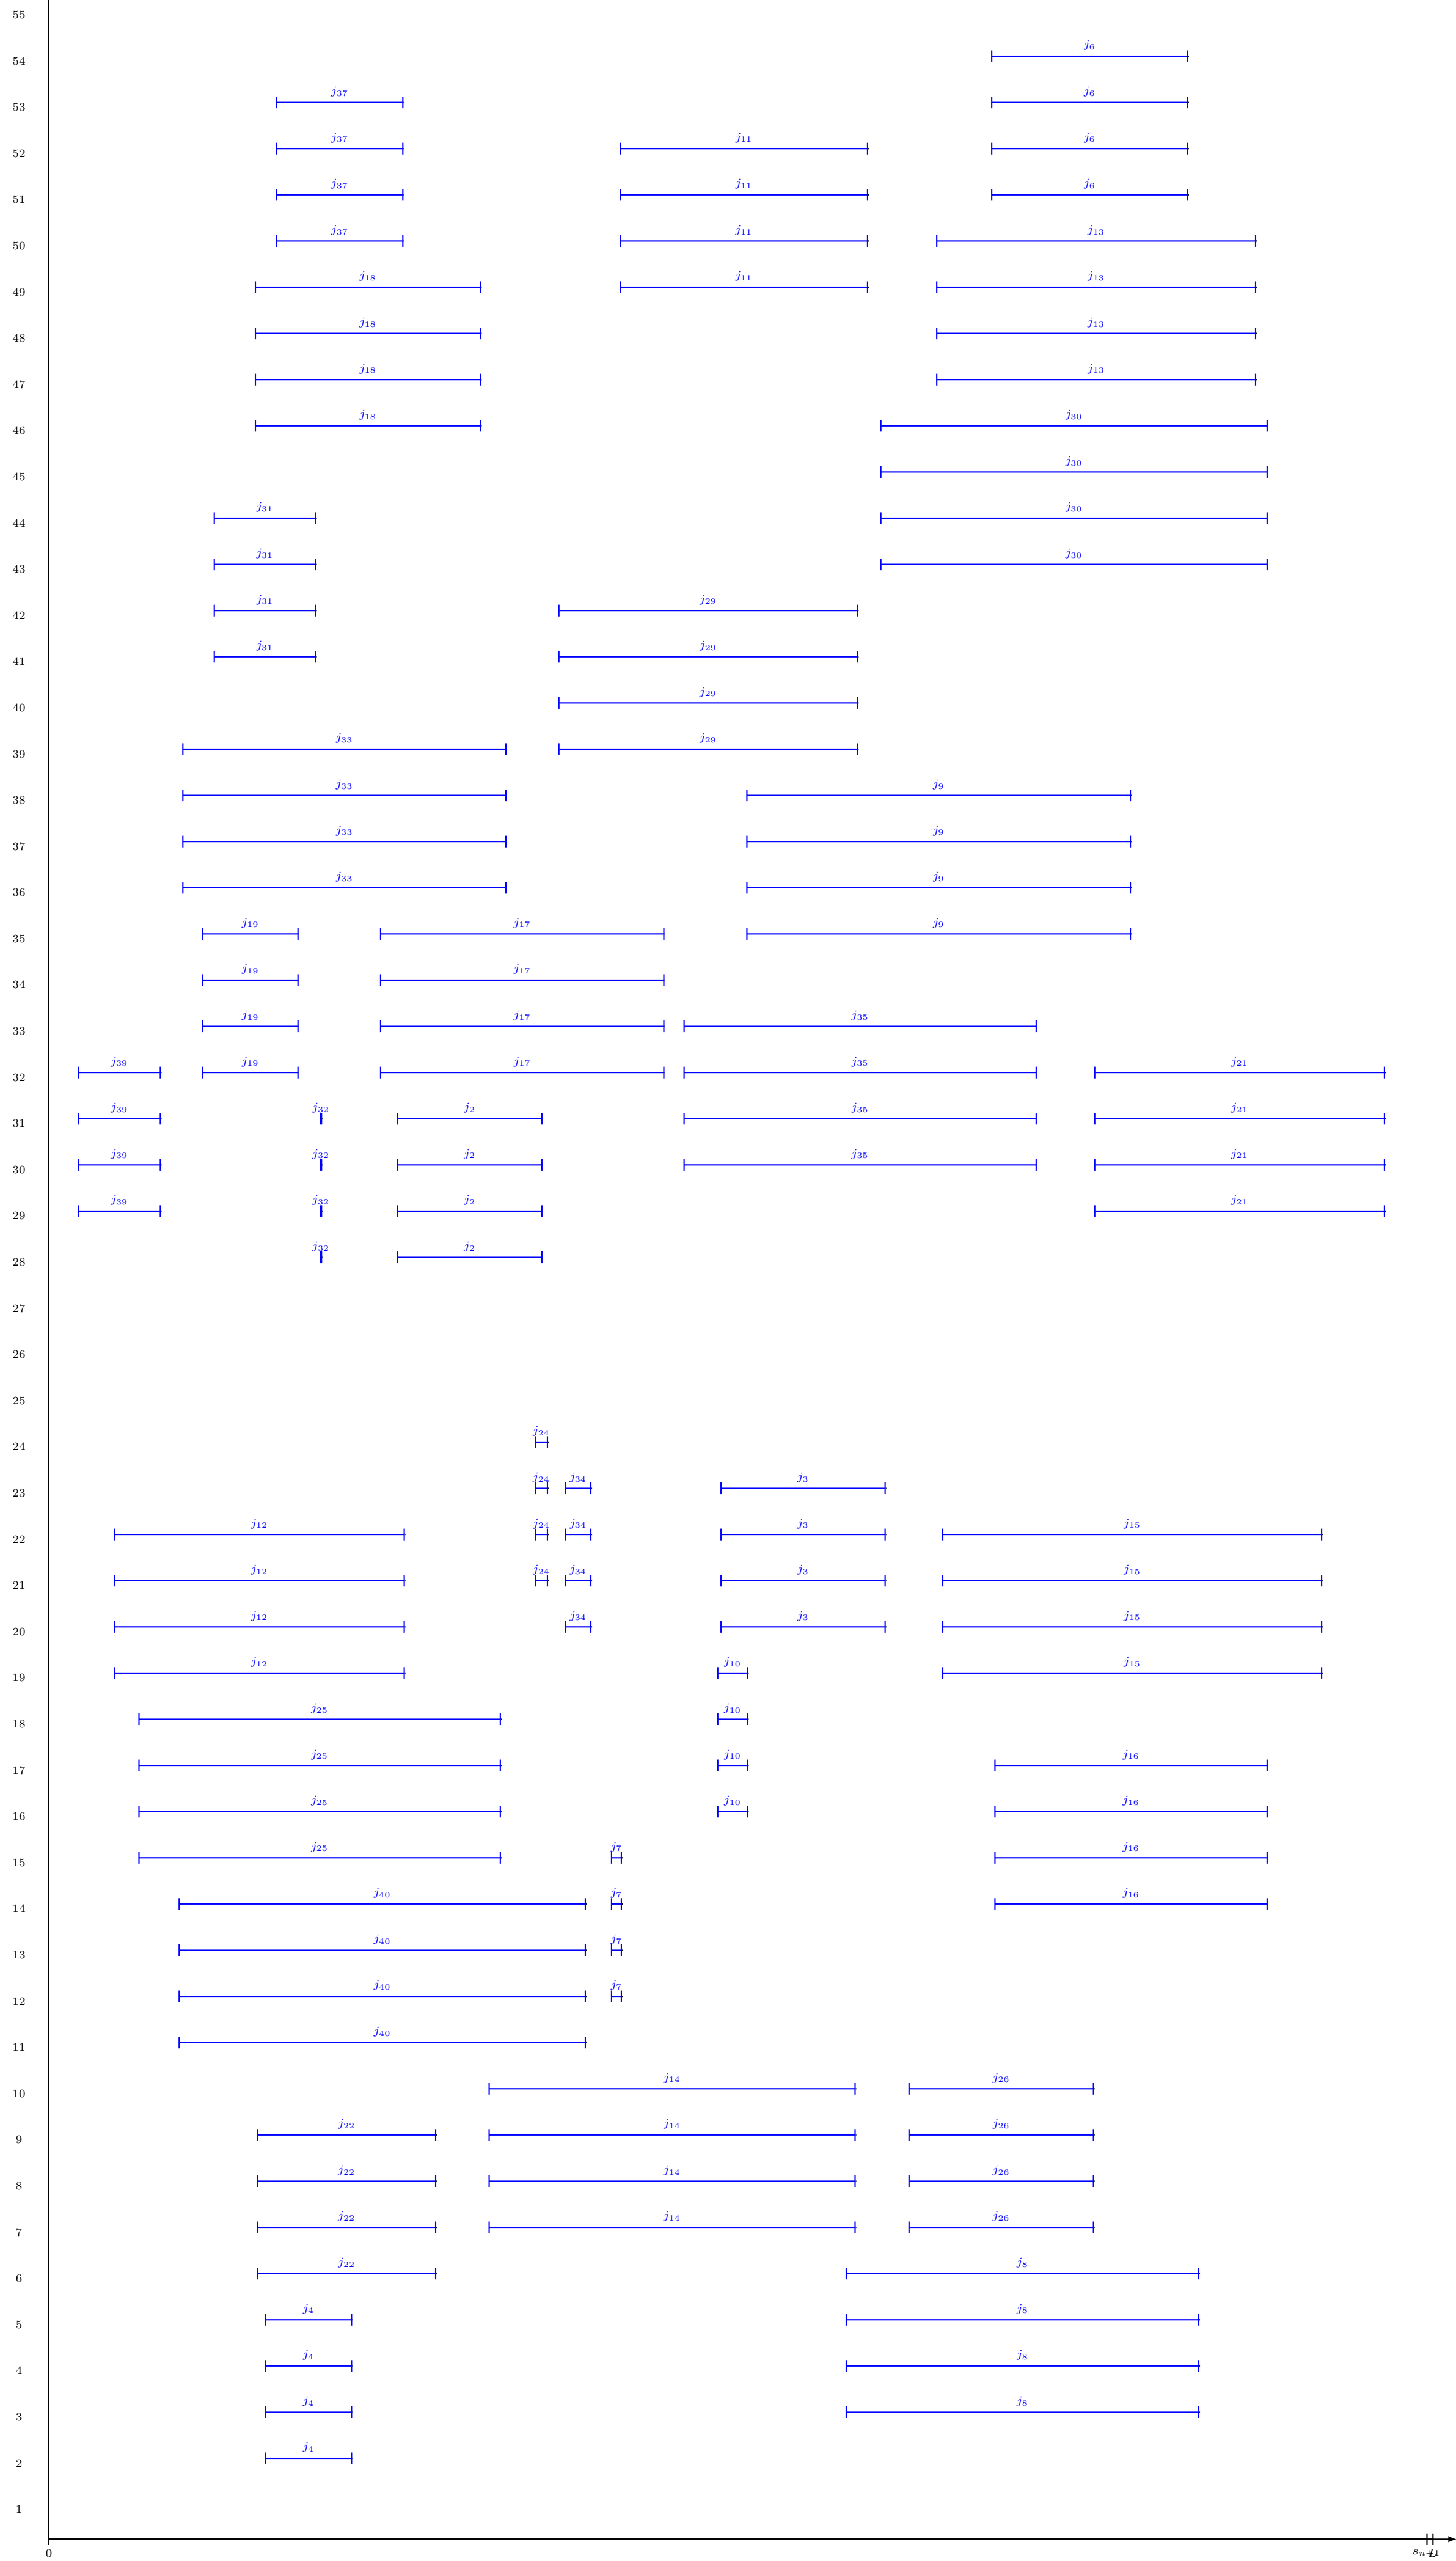 55
54 j₆
53 j₃₇ j₆
52 j₃₇ j₁₁ j₆
51 j₃₇ j₁₁ j₆
50 j₃₇ j₁₁ j₁₃
49 j₁₈ j₁₁ j₁₃
48 j₁₈ j₁₃
47 j₁₈ j₁₃
46 j₁₈ j₃₀
45 j₃₀
44 j₃₁ j₃₀
43 j₃₁ j₃₀
42 j₃₁ j₂₉
41 j₃₁ j₂₉
40 j₂₉
39 j₃₃ j₂₉
38 j₃₃ j₉
37 j₃₃ j₉
36 j₃₃ j₉
35 j₁₉ j₁₇ j₉
34 j₁₉ j₁₇
33 j₁₉ j₁₇ j₃₅
32 j₃₉ j₁₉ j₁₇ j₃₅ j₂₁
31 j₃₉ j₃₂ j₂ j₃₅ j₂₁
30 j₃₉ j₃₂ j₂ j₃₅ j₂₁
29 j₃₉ j₃₂ j₂ j₂₁
28 j₃₂ j₂
27
26
25
24 j₂₄
23 j₂₄ j₃₄ j₃
22 j₁₂ j₂₄ j₃₄ j₃ j₁₅
21 j₁₂ j₂₄ j₃₄ j₃ j₁₅
20 j₁₂ j₃₄ j₃ j₁₅
19 j₁₂ j₁₀ j₁₅
18 j₂₅ j₁₀
17 j₂₅ j₁₀ j₁₆
16 j₂₅ j₁₀ j₁₆
15 j₂₅ j₇ j₁₆
14 j₄₀ j₇ j₁₆
13 j₄₀ j₇
12 j₄₀ j₇
11 j₄₀
10 j₁₄ j₂₆
9 j₂₂ j₁₄ j₂₆
8 j₂₂ j₁₄ j₂₆
7 j₂₂ j₁₄ j₂₆
6 j₂₂ j₈
5 j₄ j₈
4 j₄ j₈
3 j₄ j₈
2 j₄
1
0